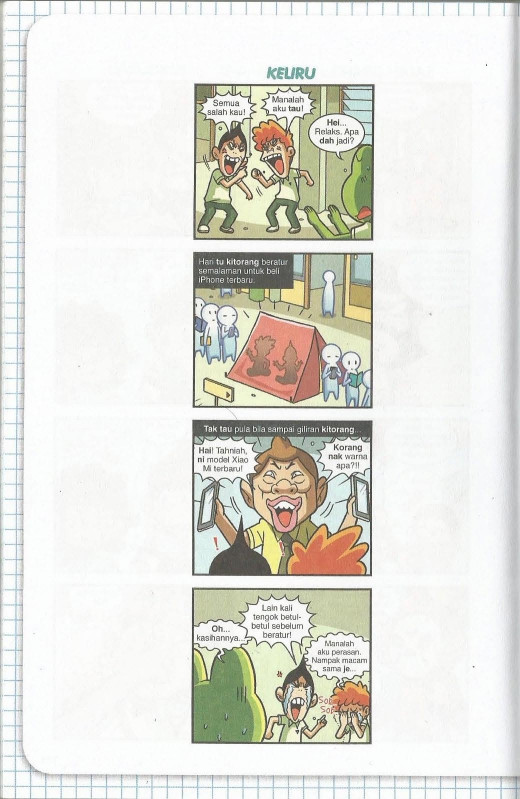 KELIRU
Semua
salah kau!
Manalah
aku tau!
Hei...
Relaks. Apa
dah jadi?
Hari tu kitorang beratur
semalaman untuk beli
iPhone terbaru.
Tak tau pula bila sampai giliran kitorang...
Hai! Tahniah,
ni model Xiao
Mi terbaru!
Korang
nak warna
apa?!!
!
Oh...
kasihannya...
Lain kali
tengok betul-
betul sebelum
beratur!
Manalah
aku perasan.
Nampak macam
sama je...